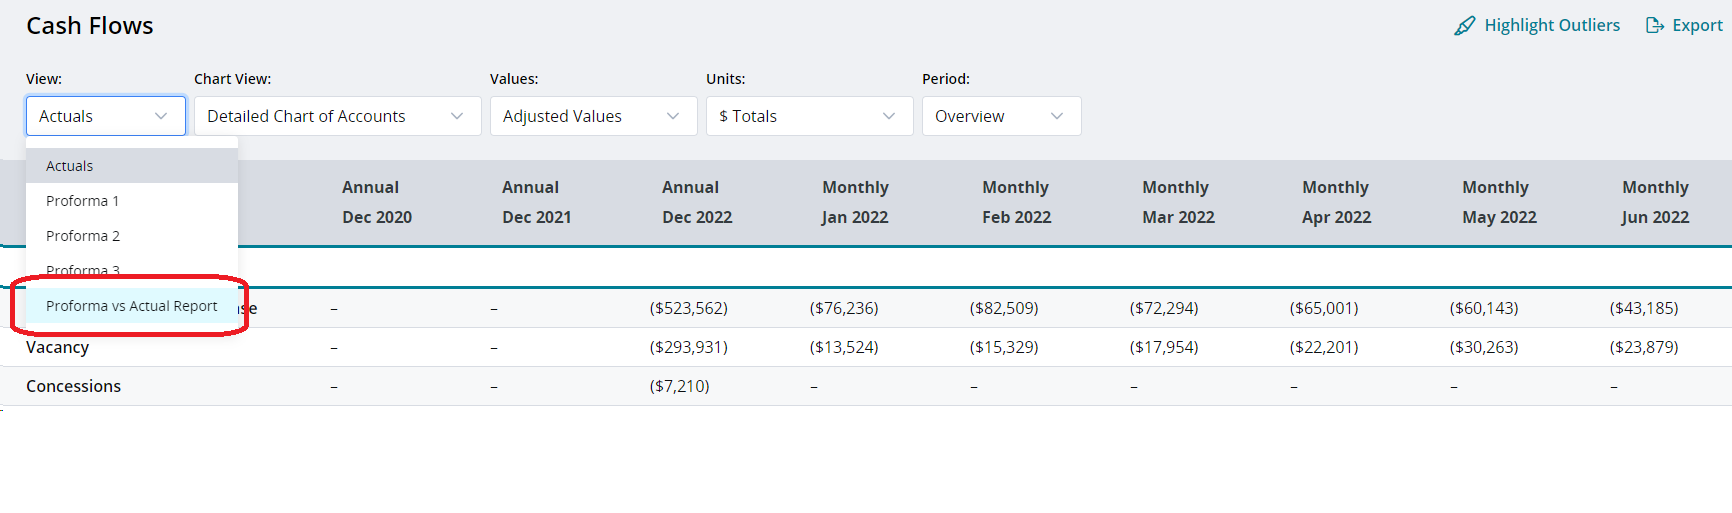 Cash Flows
Highlight Outliers Export
View: Chart View: Values: Units: Period:
Actuals Detailed Chart of Accounts Adjusted Values $ Totals Overview
Actuals
Proforma 1
Proforma 2
Proforma 3
Proforma vs Actual Report
Annual Annual Annual Monthly Monthly Monthly Monthly Monthly Monthly
Dec 2020 Dec 2021 Dec 2022 Jan 2022 Feb 2022 Mar 2022 Apr 2022 May 2022 Jun 2022
– – ($523,562) ($76,236) ($82,509) ($72,294) ($65,001) ($60,143) ($43,185)
Vacancy – – ($293,931) ($13,524) ($15,329) ($17,954) ($22,201) ($30,263) ($23,879)
Concessions – – ($7,210) – – – – – –